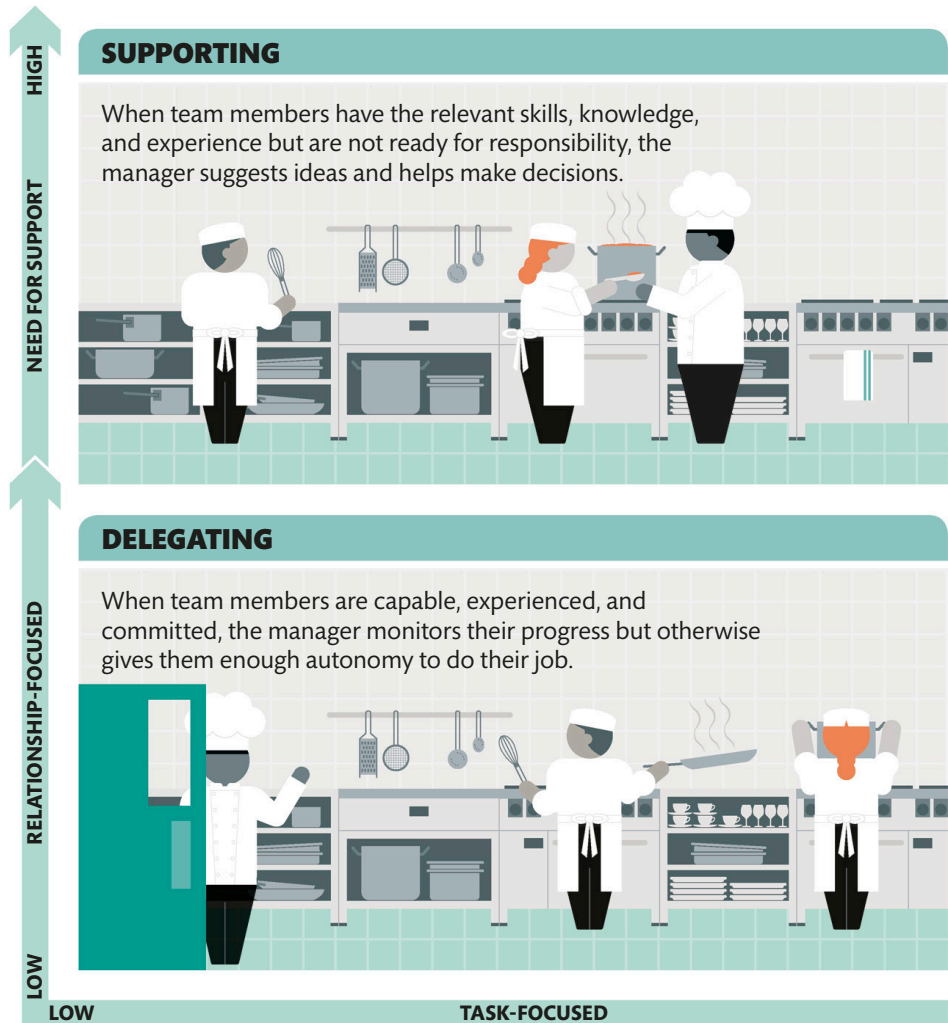 HIGH
NEED FOR SUPPORT
SUPPORTING
When team members have the relevant skills, knowledge,
and experience but are not ready for responsibility, the
manager suggests ideas and helps make decisions.
RELATIONSHIP-FOCUSED
LOW
DELEGATING
When team members are capable, experienced, and
committed, the manager monitors their progress but otherwise
gives them enough autonomy to do their job.
LOW
TASK-FOCUSED